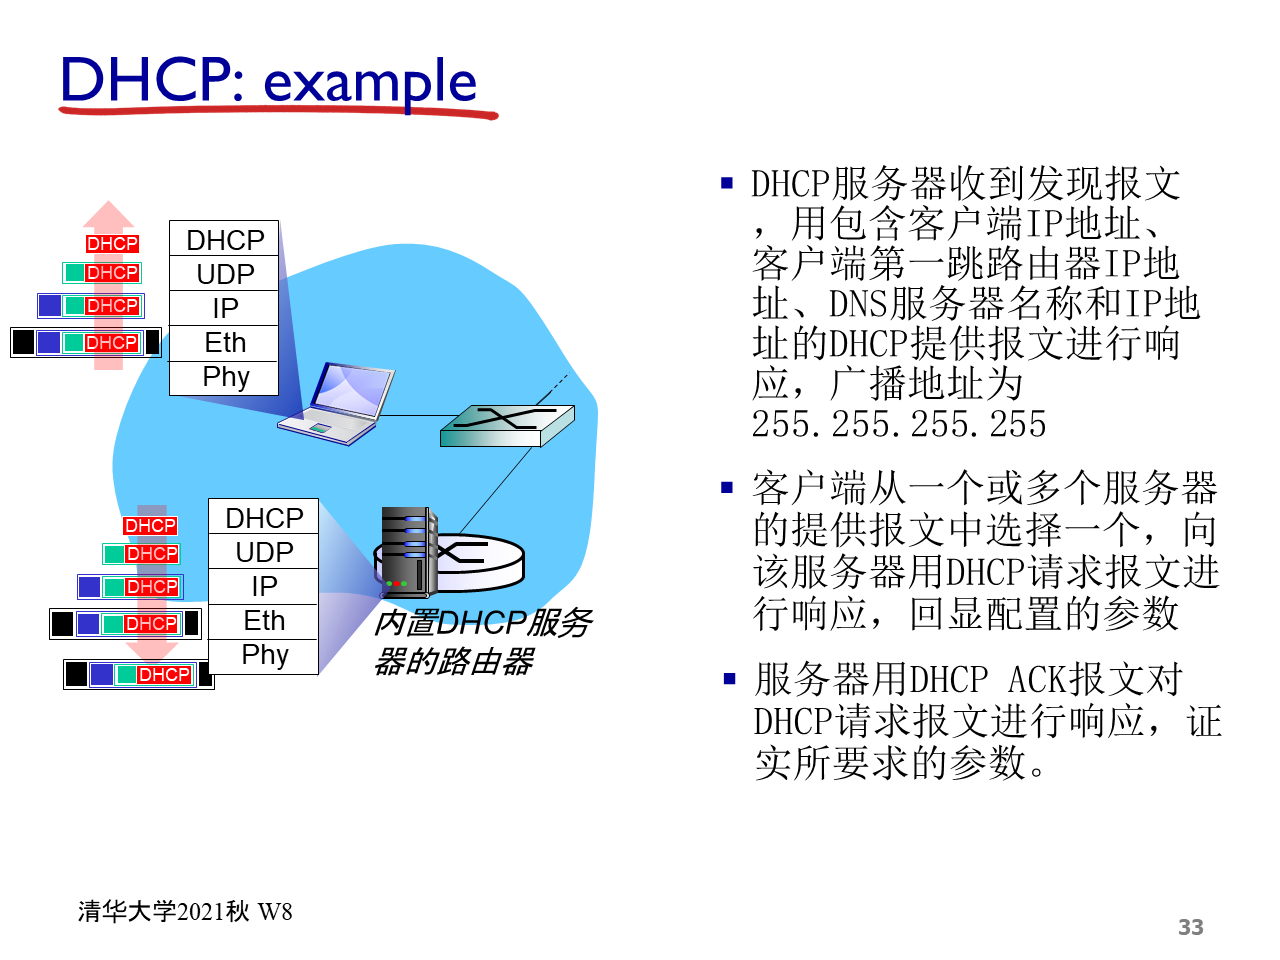 DHCP: example
DHCP
DHCP
DHCP
DHCP
DHCP
UDP
IP
Eth
Phy
DHCP
DHCP
DHCP
DHCP
DHCP
DHCP
UDP
IP
Eth
Phy
内置DHCP服务
器的路由器
▪ DHCP服务器收到发现报文
，用包含客户端IP地址、
客户端第一跳路由器IP地
址、DNS服务器名称和IP地
址的DHCP提供报文进行响
应，广播地址为
255.255.255.255
▪ 客户端从一个或多个服务器
的提供报文中选择一个，向
该服务器用DHCP请求报文进
行响应，回显配置的参数
▪ 服务器用DHCP ACK报文对
DHCP请求报文进行响应，证
实所要求的参数。
清华大学2021秋 W8
33